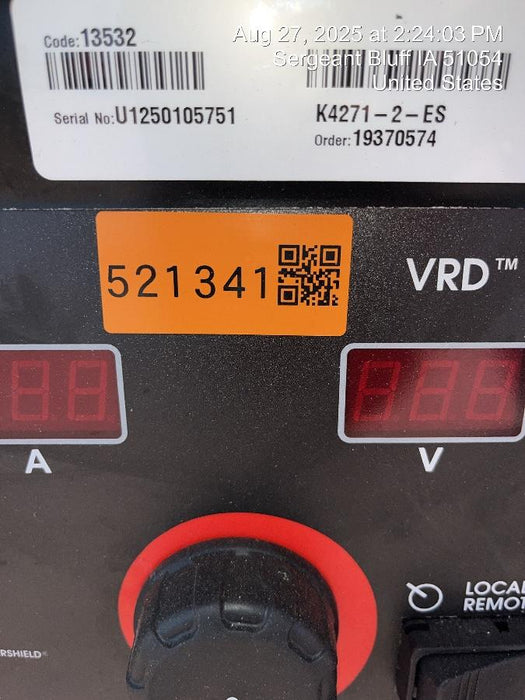 Aug 27, 2025 at 2:24:03 PM
Code:13532
Sergeant Bluff IA 51054
United States
Serial No:U1250105751
K4271-2-ES
Order:19370574
521341
VRD™
A
V
LOCAL
REMOT
RSHIELD®